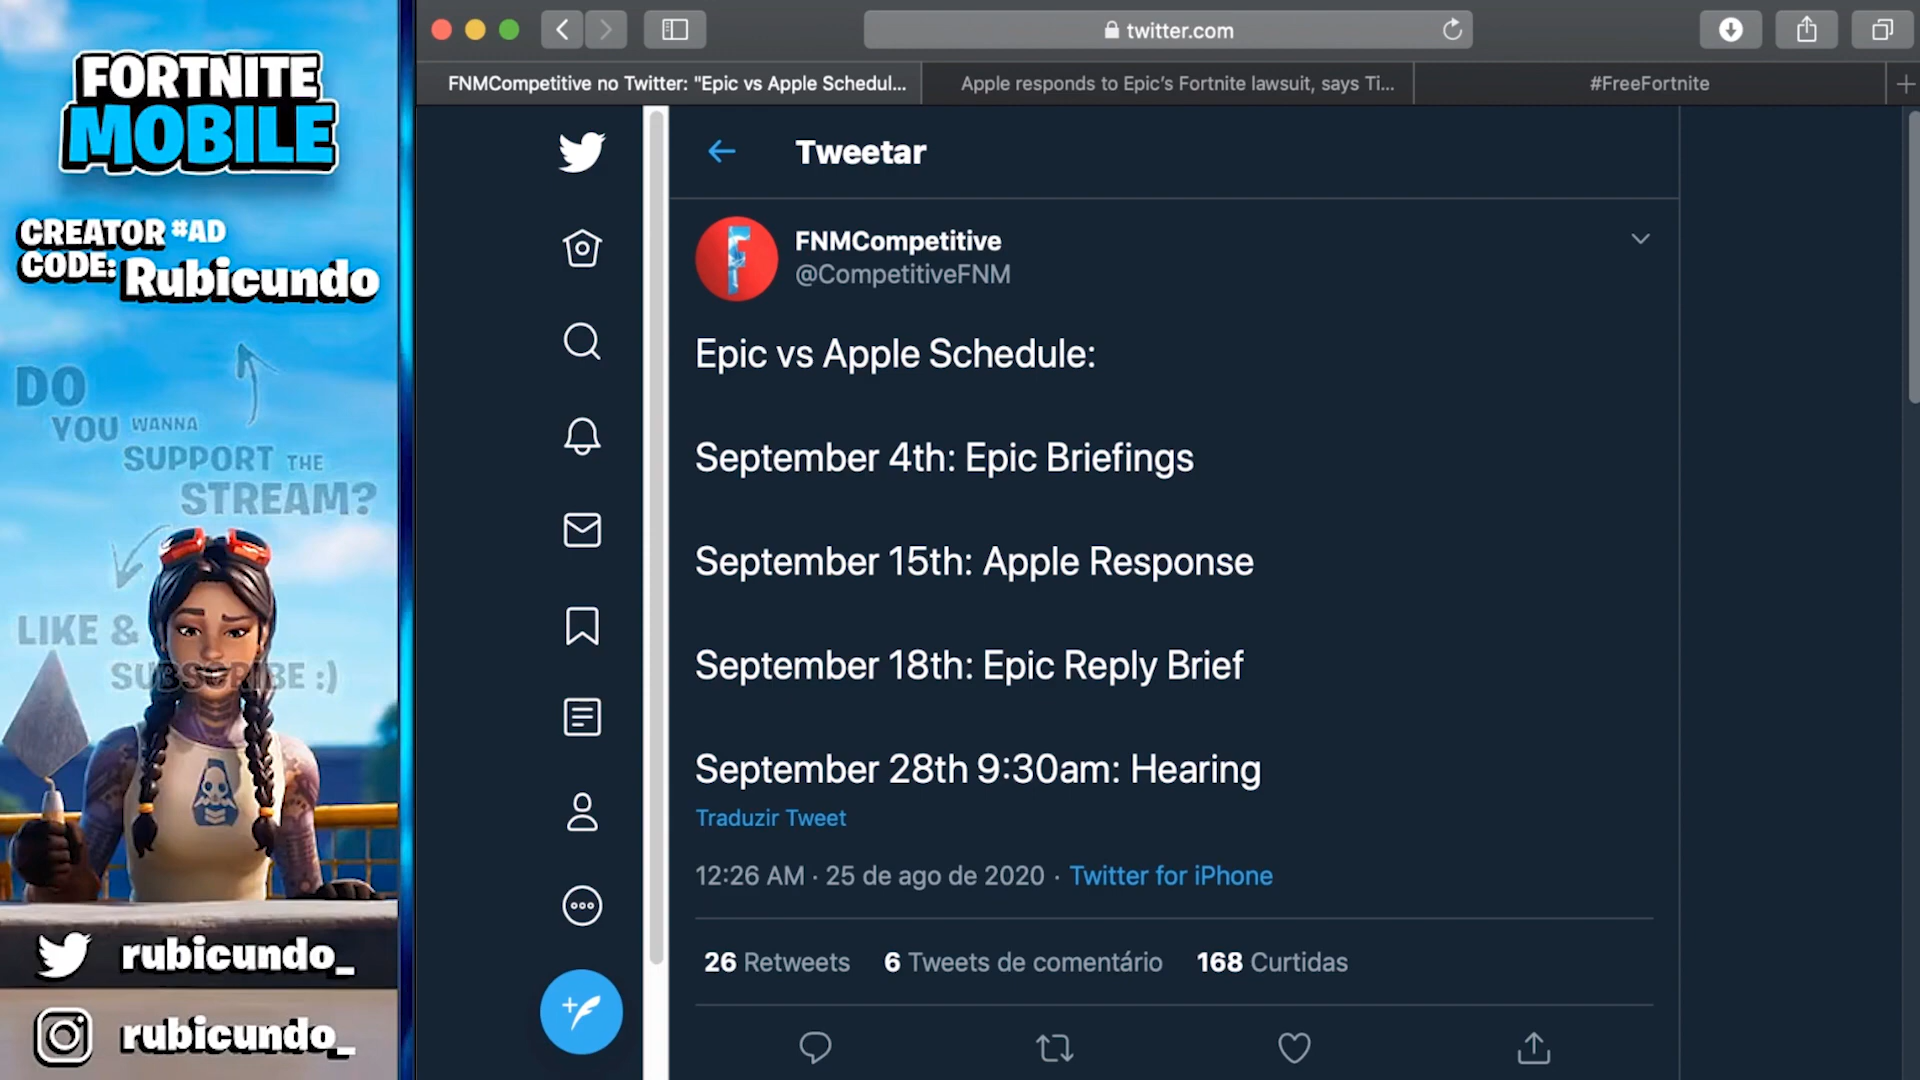 FORTNITE
MOBILE
CREATOR #AD
CODE: Rubicundo
DO
YOU WANNA
SUPPORT THE
STREAM?
LIKE &
SUBSCRIBE :)
rubicundo_
rubicundo_
twitter.com
FNMCompetitive no Twitter: "Epic vs Apple Schedul...
Apple responds to Epic's Fortnite lawsuit, says Ti...
#FreeFortnite
Tweetar
FNMCompetitive
@CompetitiveFNM
Epic vs Apple Schedule:
September 4th: Epic Briefings
September 15th: Apple Response
September 18th: Epic Reply Brief
September 28th 9:30am: Hearing
Traduzir Tweet
12:26 AM · 25 de ago de 2020 · Twitter for iPhone
26 Retweets 6 Tweets de comentário 168 Curtidas